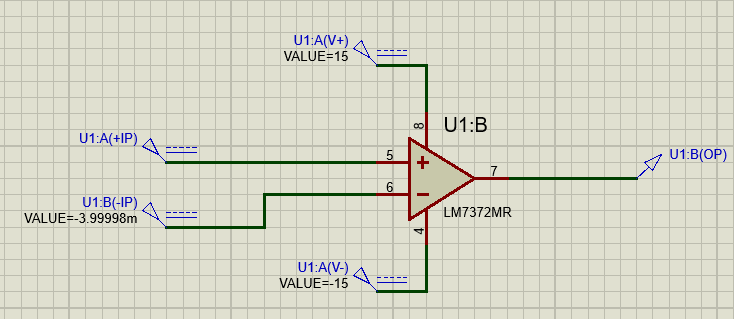 U1:A(V+)
VALUE=15
8
U1:B
U1:A(+IP)
5
+
7
U1:B(OP)
U1:B(-IP)
VALUE=-3.99998m
6
−
LM7372MR
4
U1:A(V-)
VALUE=-15